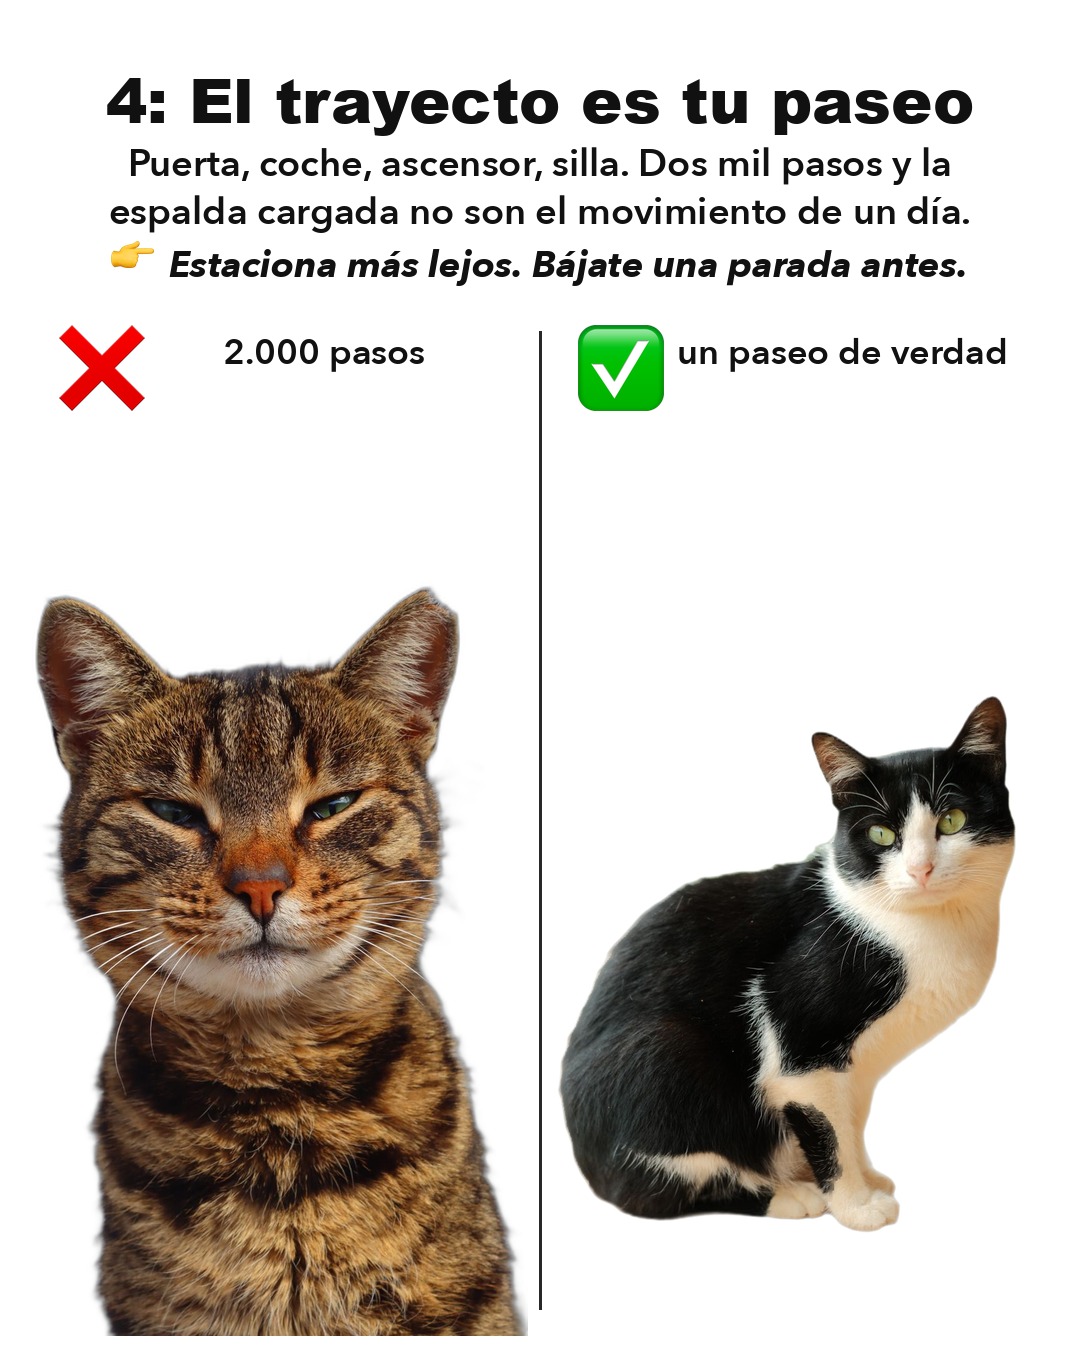 4: El trayecto es tu paseo
Puerta, coche, ascensor, silla. Dos mil pasos y la
espalda cargada no son el movimiento de un día.
👉 Estaciona más lejos. Bájate una parada antes.
❌ 2.000 pasos
✅ un paseo de verdad